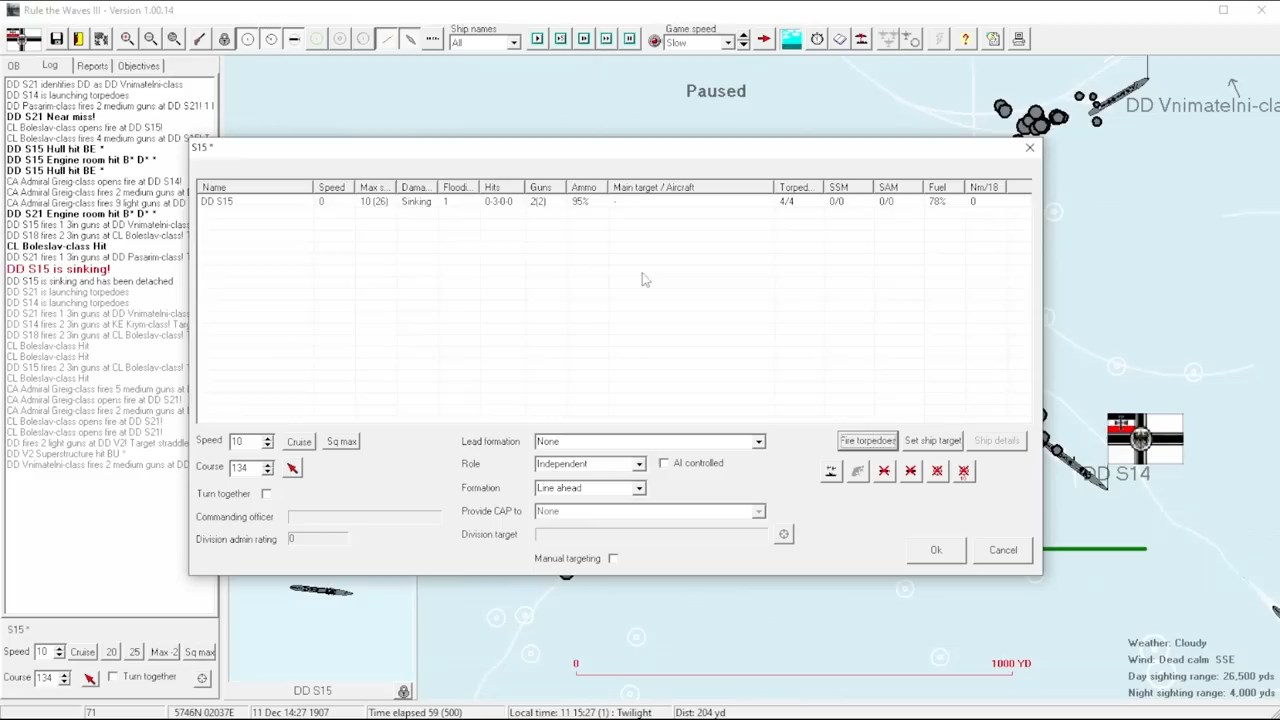 Rule the Waves III - Version 1.00.14
Ship names
All
Game speed
Slow
OB
Log
Reports
Objectives
DD S21 identifies DD as DD Vnimatelni-class
DD S14 is launching torpedoes
DD Pasarim-class fires 2 medium guns at DD S21! 1 l
DD S21 Near miss!
CL Boleslav-class opens fire at DD S15!
CL Boleslav-class fires 4 medium guns at
DD S15 Hull hit BE *
DD S15 Engine room hit B* D* *
DD S15 Hull hit BE *
CA Admiral Greig-class opens fire at DD S14!
CA Admiral Greig-class fires 2 medium guns at
CA Admiral Greig-class fires 9 light guns at DD
DD S21 Engine room hit B* D* *
DD S15 fires 1 3in guns at DD Vnimatelni-class!
DD S18 fires 2 3in guns at CL Boleslav-class! T
CL Boleslav-class Hit
DD S21 fires 1 3in guns at DD Pasarim-class! T
DD S15 is sinking!
DD S15 is sinking and has been detached
DD S21 is launching torpedoes
DD S14 is launching torpedoes
DD S21 fires 1 3in guns at DD Vnimatelni-class!
DD S14 fires 2 3in guns at KE Krym-class! Targ
DD S18 fires 2 3in guns at CL Boleslav-class!
CL Boleslav-class Hit
CL Boleslav-class Hit
DD S15 fires 2 3in guns at CL Boleslav-class! T
CL Boleslav-class Hit
CA Admiral Greig-class fires 5 medium guns at
CA Admiral Greig-class opens fire at DD S21!
CA Admiral Greig-class fires 2 medium guns at
CL Boleslav-class opens fire at DD S21!
CL Boleslav-class opens fire at DD S21!
DD fires 2 light guns at DD V2! Target straddle
DD V2 Superstructure hit BU *
DD Vnimatelni-class fires 2 medium guns at DD
S15 *
Speed 10 Cruise 20 25 Max -2 Sq max
Course 134 Turn together
Paused
DD Vnimatelni-cla
S15 *
Name Speed Max s... Dama... Floodi... Hits Guns Ammo Main target / Aircraft Torped... SSM SAM Fuel Nm/18
DD S15 0 10 (26) Sinking 1 0-3-0-0 2(2) 95% - 4/4 0/0 0/0 78% 0
Speed 10 Cruise Sq max
Course 134
Turn together
Commanding officer
Division admin rating 0
Lead formation None
Role Independent AI controlled
Formation Line ahead
Provide CAP to None
Division target
Manual targeting
Fire torpedoes Set ship target Ship details
Ok Cancel
DD S14
DD S15
0 1000 YD
Weather: Cloudy
Wind: Dead calm SSE
Day sighting range: 26,500 yds
Night sighting range: 4,000 yds
71 5746N 02037E 11 Dec 14:27 1907 Time elapsed 59 (500) Local time: 11 15:27 (1) : Twilight Dist: 204 yd